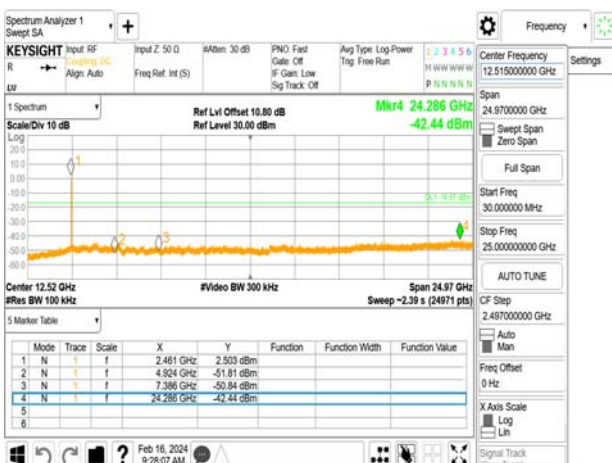 Spectrum Analyzer 1
Swept SA
+
Frequency
KEYSIGHT Input: RF Input Z: 50 Ω #Atten: 30 dB PNO: Fast Avg Type: Log-Power 1 2 3 4 5 6
R Coupling: DC Gate: Off Trig: Free Run M W W W W W
Align: Auto Freq Ref: Int (S) IF Gain: Low
Sig Track: Off P N N N N N
LV
Center Frequency
12.515000000 GHz
Settings
Span
24.9700000 GHz
Swept Span
Zero Span
Full Span
Start Freq
30.000000 MHz
Stop Freq
25.000000000 GHz
AUTO TUNE
CF Step
2.497000000 GHz
Auto
Man
Freq Offset
0 Hz
X Axis Scale
Log
Lin
Signal Track
1 Spectrum
Scale/Div 10 dB
Ref Lvl Offset 10.80 dB
Ref Level 30.00 dBm
Mkr4 24.286 GHz
-42.44 dBm
Log
20.0
10.0
0.00
-10.0
-20.0
-30.0
-40.0
-50.0
-60.0
1
2
3
4
Center 12.52 GHz #Video BW 300 kHz Span 24.97 GHz
#Res BW 100 kHz Sweep ~2.39 s (24971 pts)
5 Marker Table
Mode Trace Scale X Y Function Function Width Function Value
1 N 1 f 2.461 GHz 2.503 dBm
2 N 1 f 4.924 GHz -51.81 dBm
3 N 1 f 7.386 GHz -50.84 dBm
4 N 1 f 24.286 GHz -42.44 dBm
5
6
? Feb 16, 2024
9:28:07 AM